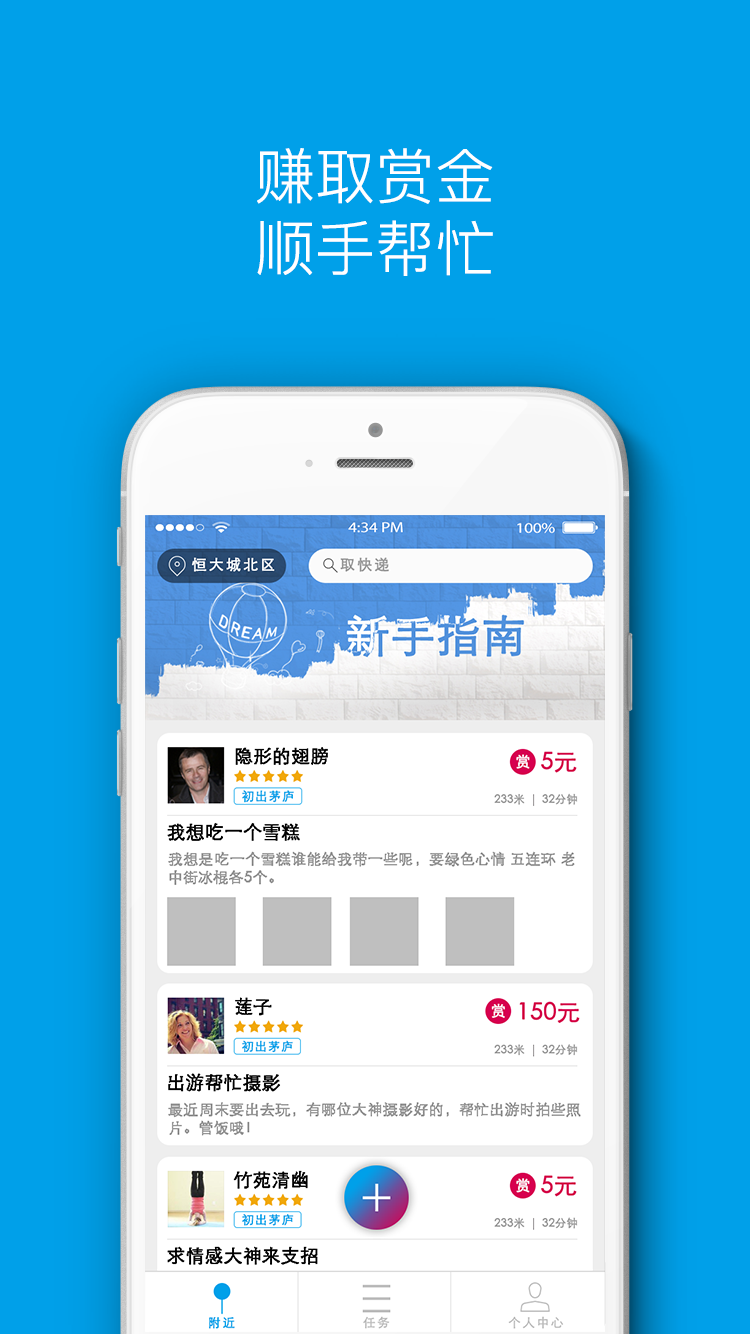 赚取赏金
顺手帮忙
4:34 PM
100%
恒大城北区
取快递
DREAM
新手指南
隐形的翅膀
赏 5元
初出茅庐
233米 | 32分钟
我想吃一个雪糕
我想是吃一个雪糕谁能给我带一些呢，要绿色心情 五连环 老
中街冰棍各5个。
莲子
赏 150元
初出茅庐
233米 | 32分钟
出游帮忙摄影
最近周末要出去玩，有哪位大神摄影好的，帮忙出游时拍些照
片。管饭哦！
竹苑清幽
赏 5元
初出茅庐
233米 | 32分钟
求情感大神来支招
附近
任务
个人中心